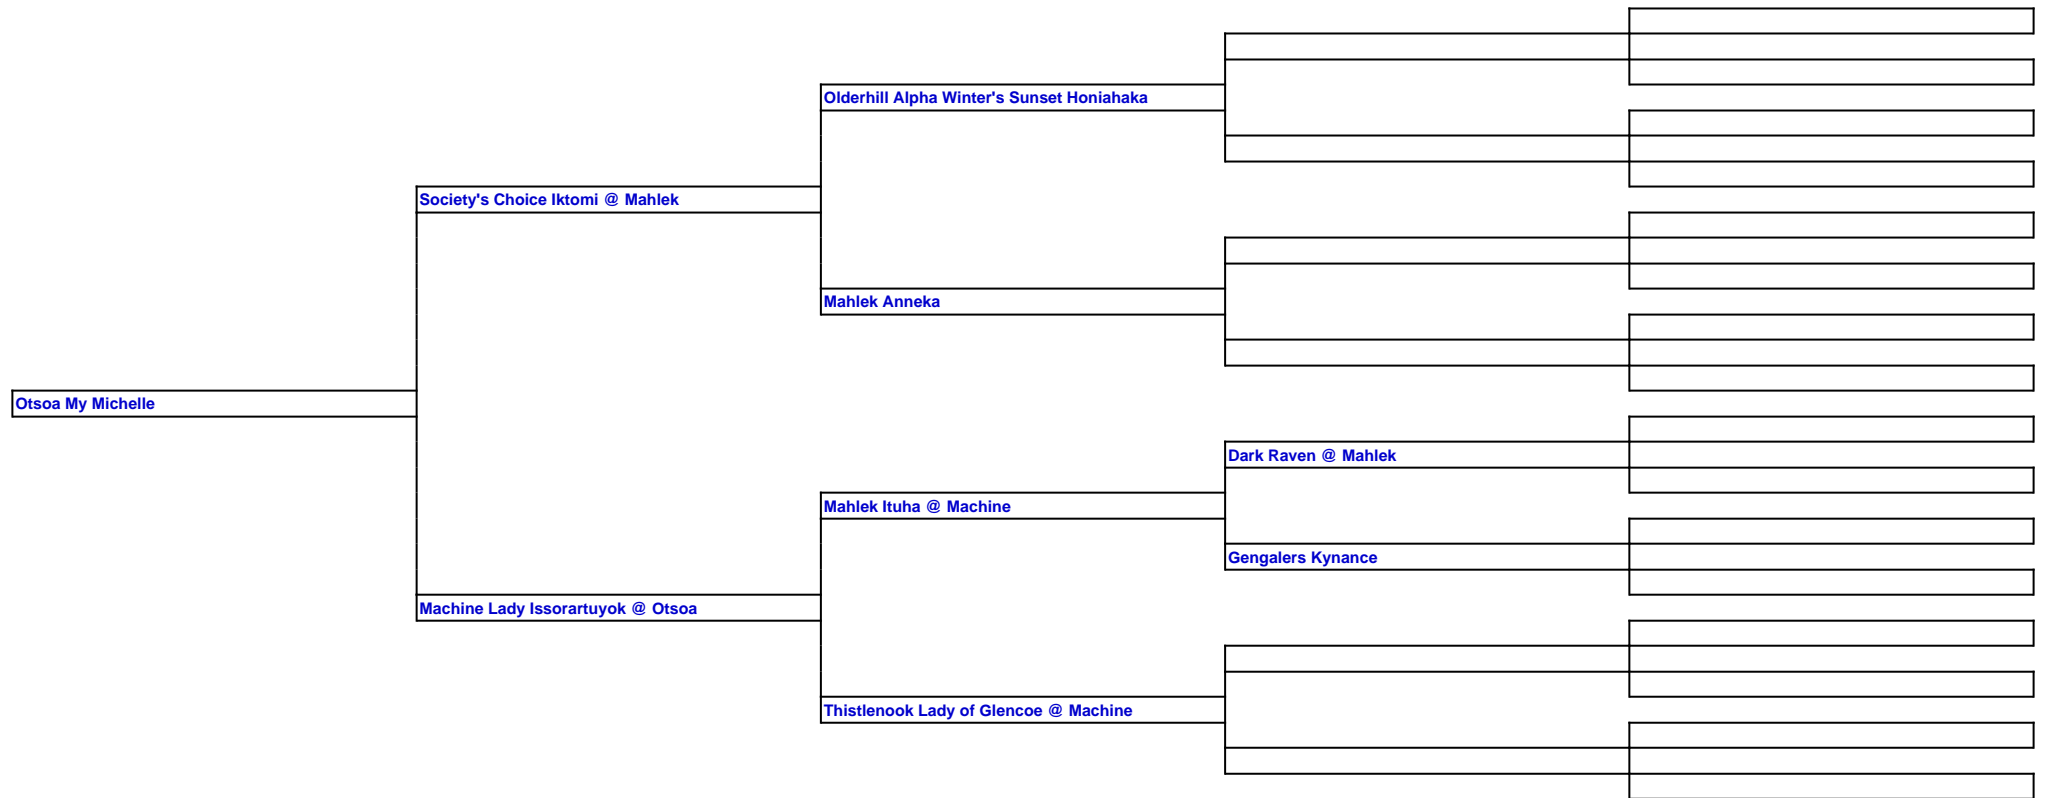 Olderhill Alpha Winter's Sunset Honiahaka
Society's Choice Iktomi @ Mahlek
Mahlek Anneka
Otsoa My Michelle
Dark Raven @ Mahlek
Mahlek Ituha @ Machine
Gengalers Kynance
Machine Lady Issorartuyok @ Otsoa
Thistlenook Lady of Glencoe @ Machine